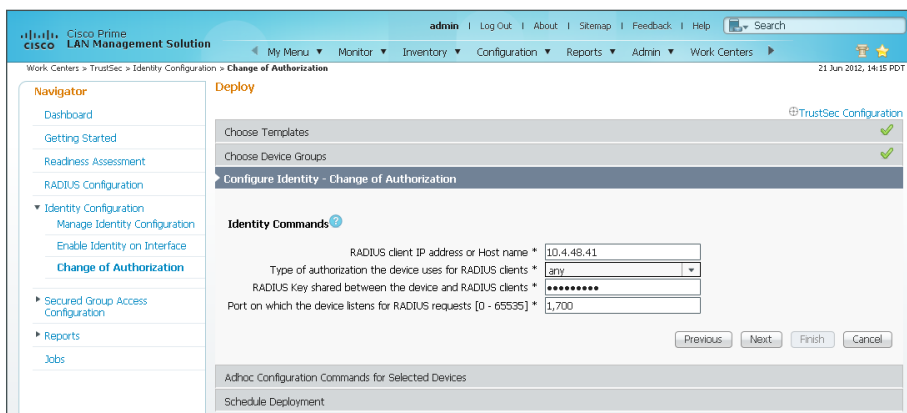 admin | Log Out | About | Sitemap | Feedback | Help Search
Cisco Prime
CISCO LAN Management Solution
My Menu Monitor Inventory Configuration Reports Admin Work Centers
Work Centers > TrustSec > Identity Configuration > Change of Authorization
21 Jun 2012, 14:15 PDT
Navigator
Dashboard
Getting Started
Readiness Assessment
RADIUS Configuration
Identity Configuration
Manage Identity Configuration
Enable Identity on Interface
Change of Authorization
Secured Group Access
Configuration
Reports
Jobs
Deploy
TrustSec Configuration
Choose Templates
Choose Device Groups
Configure Identity - Change of Authorization
Identity Commands ?
RADIUS client IP address or Host name * 10.4.48.41
Type of authorization the device uses for RADIUS clients * any
RADIUS Key shared between the device and RADIUS clients * •••••••••
Port on which the device listens for RADIUS requests [0 - 65535] * 1,700
Previous Next Finish Cancel
Adhoc Configuration Commands for Selected Devices
Schedule Deployment